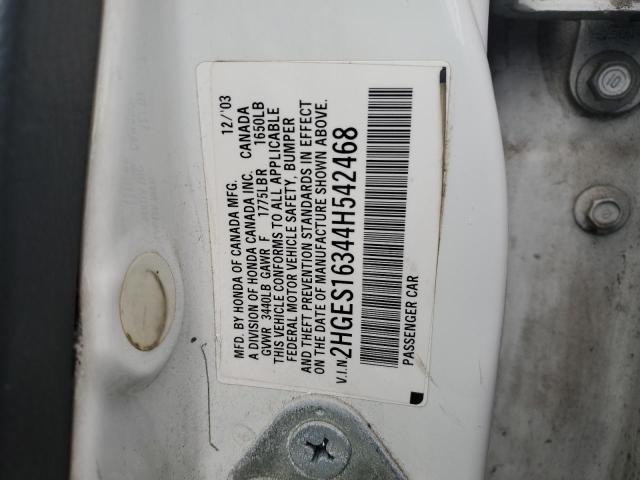 MFD. BY HONDA OF CANADA MFG. 12/'03
A DIVISION OF HONDA CANADA INC. CANADA
GVWR 3440LB GAWR F 1775LBR 1650LB
THIS VEHICLE CONFORMS TO ALL APPLICABLE
FEDERAL MOTOR VEHICLE SAFETY, BUMPER
AND THEFT PREVENTION STANDARDS IN EFFECT
ON THE DATE OF MANUFACTURE SHOWN ABOVE.
V.I.N. 2HGES16344H542468
PASSENGER CAR
10